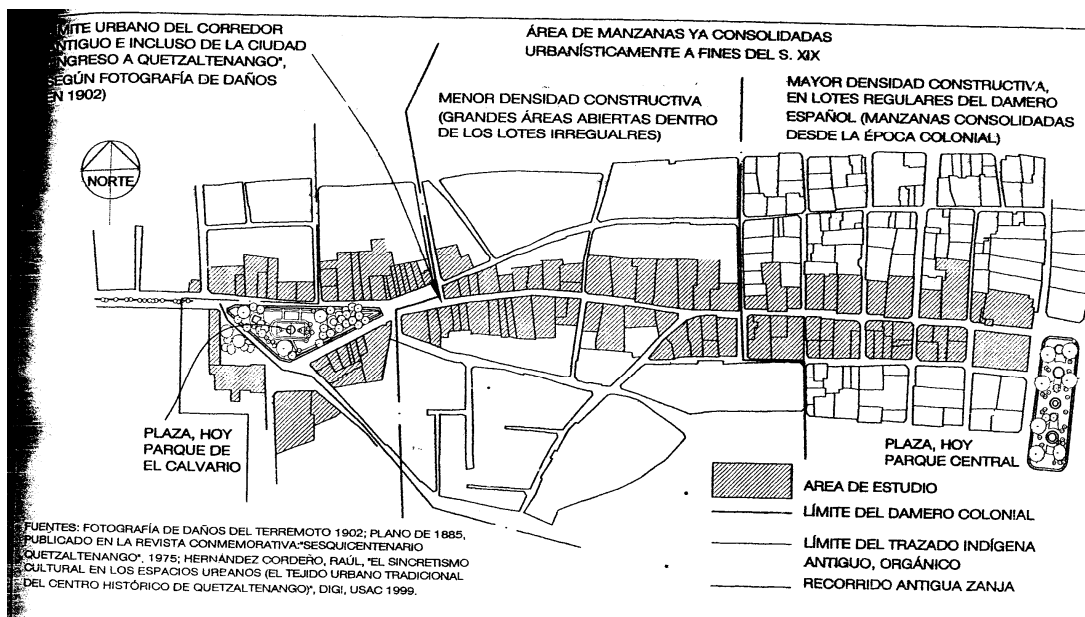 MITE URBANO DEL CORREDOR
NTIGUO E INCLUSO DE LA CIUDAD
NGRESO A QUETZALTENANGO",
EGÚN FOTOGRAFÍA DE DAÑOS
EN 1902)
ÁREA DE MANZANAS YA CONSOLIDADAS
URBANÍSTICAMENTE A FINES DEL S. XIX
MENOR DENSIDAD CONSTRUCTIVA
(GRANDES ÁREAS ABIERTAS DENTRO
DE LOS LOTES IRREGUALRES)
MAYOR DENSIDAD CONSTRUCTIVA,
EN LOTES REGULARES DEL DAMERO
ESPAÑOL (MANZANAS CONSOLIDADAS
DESDE LA ÉPOCA COLONIAL)
NORTE
PLAZA, HOY
PARQUE DE
EL CALVARIO
PLAZA, HOY
PARQUE CENTRAL
AREA DE ESTUDIO
LÍMITE DEL DAMERO COLONIAL
LÍMITE DEL TRAZADO INDÍGENA
ANTIGUO, ORGÁNICO
RECORRIDO ANTIGUA ZANJA
FUENTES: FOTOGRAFÍA DE DAÑOS DEL TERREMOTO 1902; PLANO DE 1885,
PUBLICADO EN LA REVISTA CONMEMORATIVA:"SESQUICENTENARIO
QUETZALTENANGO", 1975; HERNÁNDEZ CORDERO, RAÚL, "EL SINCRETISMO
CULTURAL EN LOS ESPACIOS URBANOS (EL TEJIDO URBANO TRADICIONAL
DEL CENTRO HISTÓRICO DE QUETZALTENANGO)", DIGI, USAC 1999.